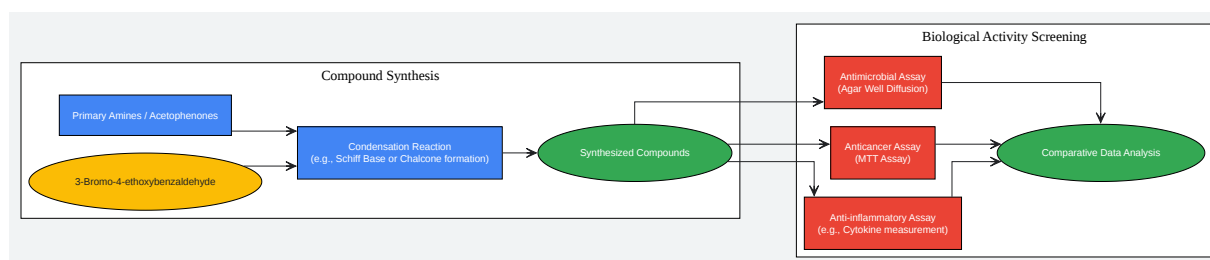 Compound Synthesis
Primary Amines / Acetophenones
3-Bromo-4-ethoxybenzaldehyde
Condensation Reaction
(e.g., Schiff Base or Chalcone formation)
Synthesized Compounds
Biological Activity Screening
Antimicrobial Assay
(Agar Well Diffusion)
Anticancer Assay
(MTT Assay)
Anti-inflammatory Assay
(e.g., Cytokine measurement)
Comparative Data Analysis